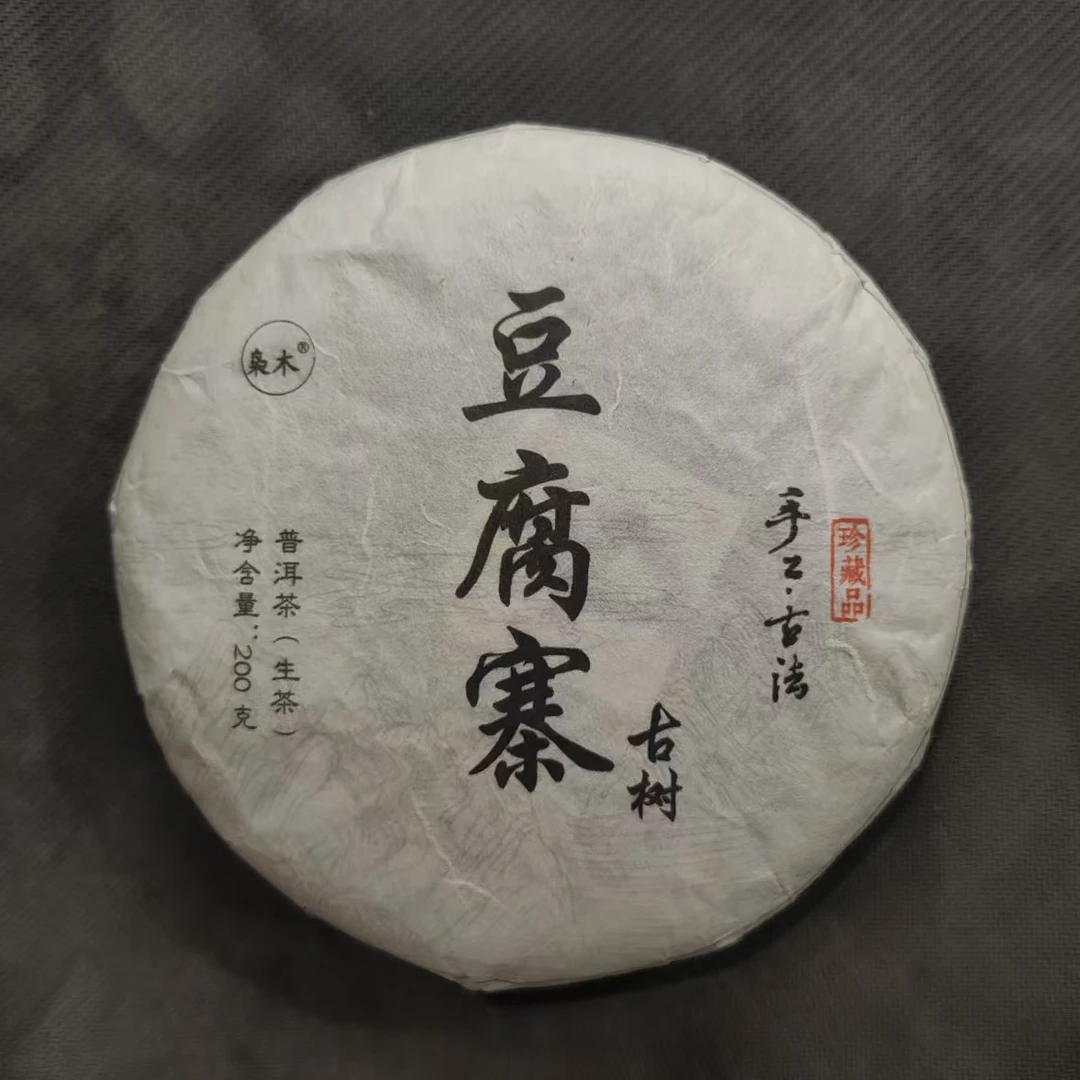 枭木®
豆腐寨
古树
手工·古法
珍藏品
普洱茶（生茶）
净含量：200克